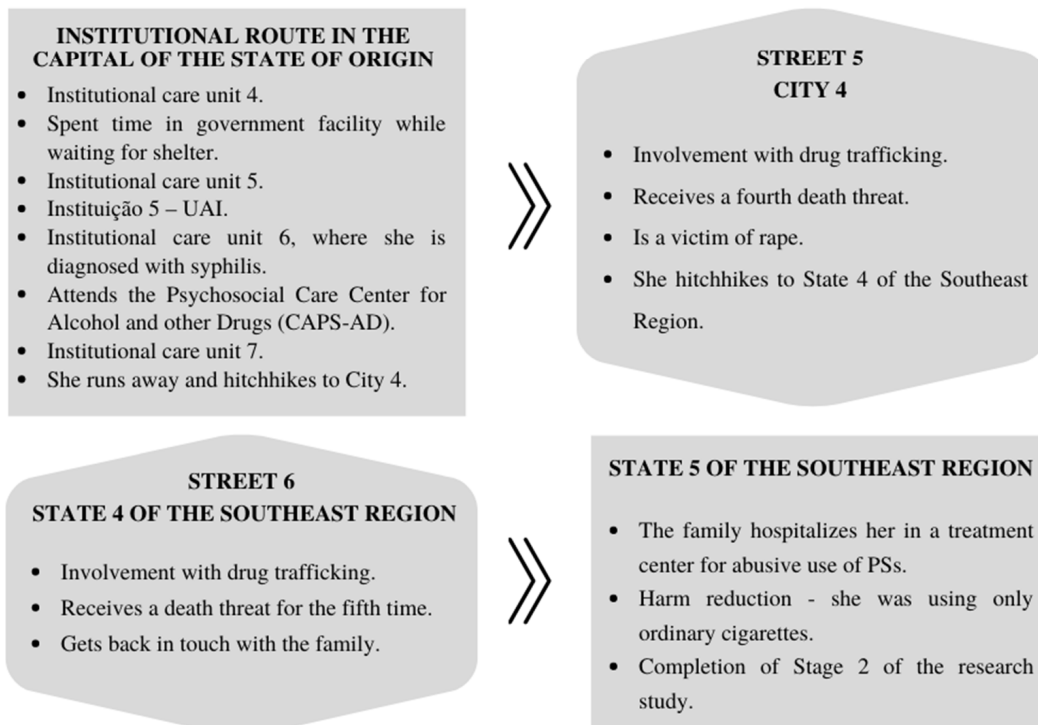 INSTITUTIONAL ROUTE IN THE
CAPITAL OF THE STATE OF ORIGIN
• Institutional care unit 4.
• Spent time in government facility while
waiting for shelter.
• Institutional care unit 5.
• Instituição 5 – UAI.
• Institutional care unit 6, where she is
diagnosed with syphilis.
• Attends the Psychosocial Care Center for
Alcohol and other Drugs (CAPS-AD).
• Institutional care unit 7.
• She runs away and hitchhikes to City 4.
STREET 5
CITY 4
• Involvement with drug trafficking.
• Receives a fourth death threat.
• Is a victim of rape.
• She hitchhikes to State 4 of the Southeast
Region.
STREET 6
STATE 4 OF THE SOUTHEAST REGION
• Involvement with drug trafficking.
• Receives a death threat for the fifth time.
• Gets back in touch with the family.
STATE 5 OF THE SOUTHEAST REGION
• The family hospitalizes her in a treatment
center for abusive use of PSs.
• Harm reduction - she was using only
ordinary cigarettes.
• Completion of Stage 2 of the research
study.